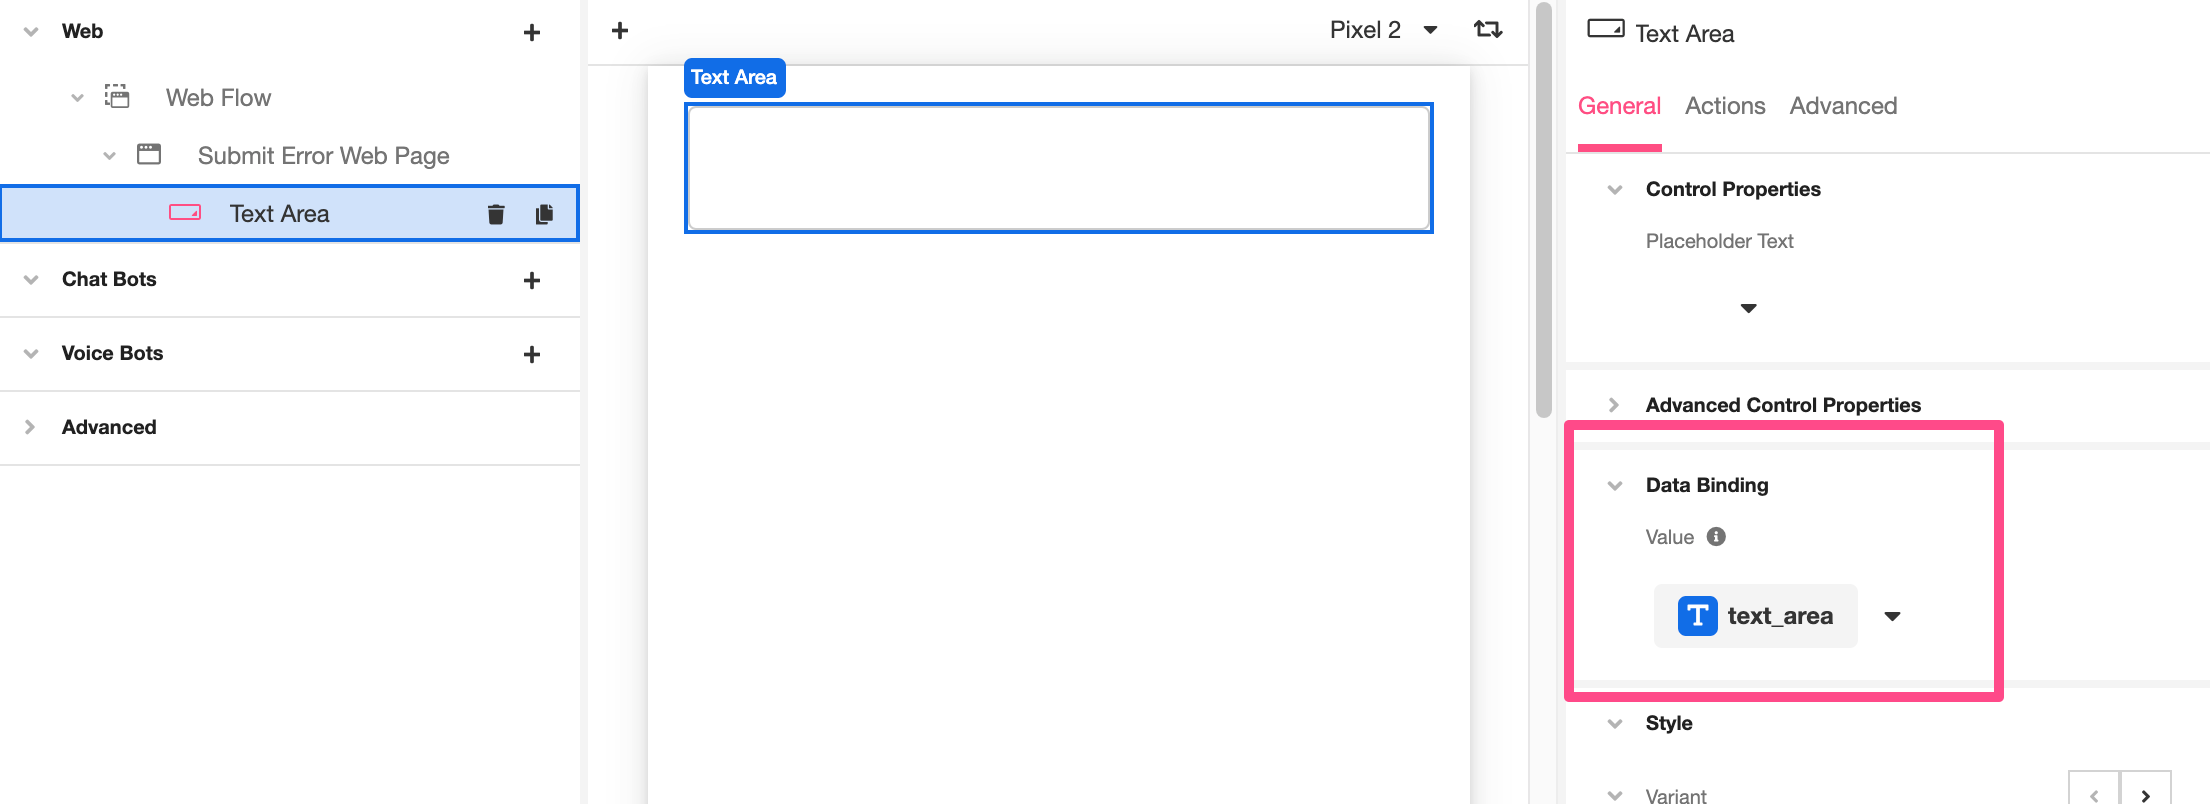 Web
Web Flow
Submit Error Web Page
Text Area
Chat Bots
Voice Bots
Advanced
Pixel 2
Text Area
Text Area
General Actions Advanced
Control Properties
Placeholder Text
Advanced Control Properties
Data Binding
Value
T text_area
Style
Variant